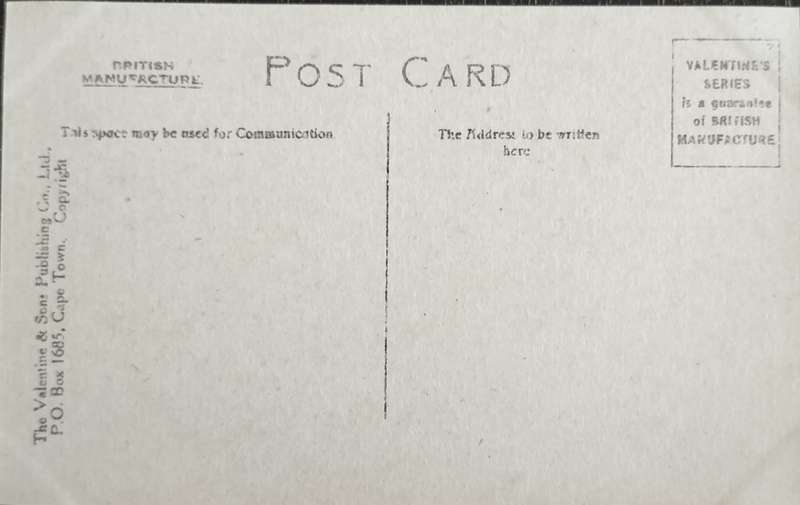 BRITISH
MANUFACTURE.
POST CARD
VALENTINE'S
SERIES
is a guarantee
of BRITISH
MANUFACTURE
This space may be used for Communication
The Address to be written
here
The Valentine & Sons Publishing Co., Ltd.,
P.O. Box 1685, Cape Town. Copyright